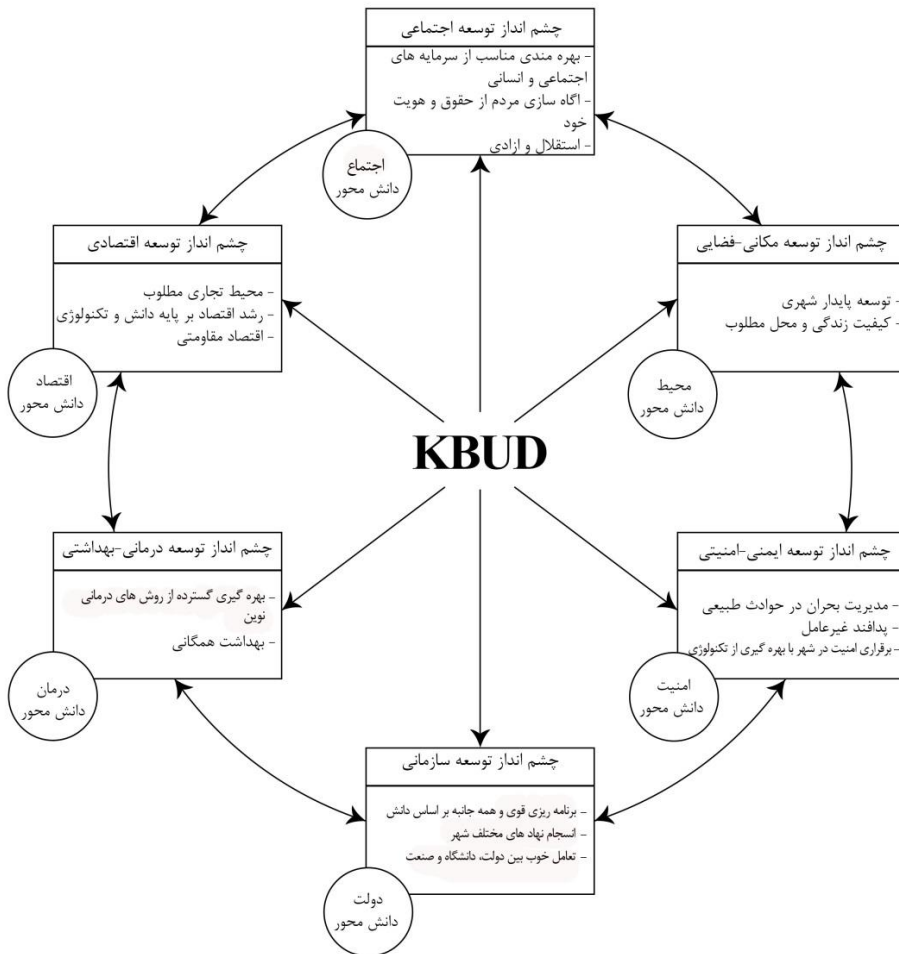 چشم انداز توسعه اجتماعی
- بهره مندی مناسب از سرمایه های
اجتماعی و انسانی
- اگاه سازی مردم از حقوق و هویت
خود
- استقلال و ازادی
اجتماع
دانش محور
چشم انداز توسعه مکانی-فضایی
- توسعه پایدار شهری
- کیفیت زندگی و محل مطلوب
محیط
دانش محور
چشم انداز توسعه اقتصادی
- محیط تجاری مطلوب
- رشد اقتصاد بر پایه دانش و تکنولوژی
- اقتصاد مقاومتی
اقتصاد
دانش محور
KBUD
چشم انداز توسعه ایمنی-امنیتی
- مدیریت بحران در حوادث طبیعی
- پدافند غیرعامل
- برقراری امنیت در شهر با بهره گیری از تکنولوژی
امنیت
دانش محور
چشم انداز توسعه درمانی-بهداشتی
- بهره گیری گسترده از روش های درمانی
نوین
- بهداشت همگانی
درمان
دانش محور
چشم انداز توسعه سازمانی
- برنامه ریزی قوی و همه جانبه بر اساس دانش
- انسجام نهاد های مختلف شهر
- تعامل خوب بین دولت، دانشگاه و صنعت
دولت
دانش محور